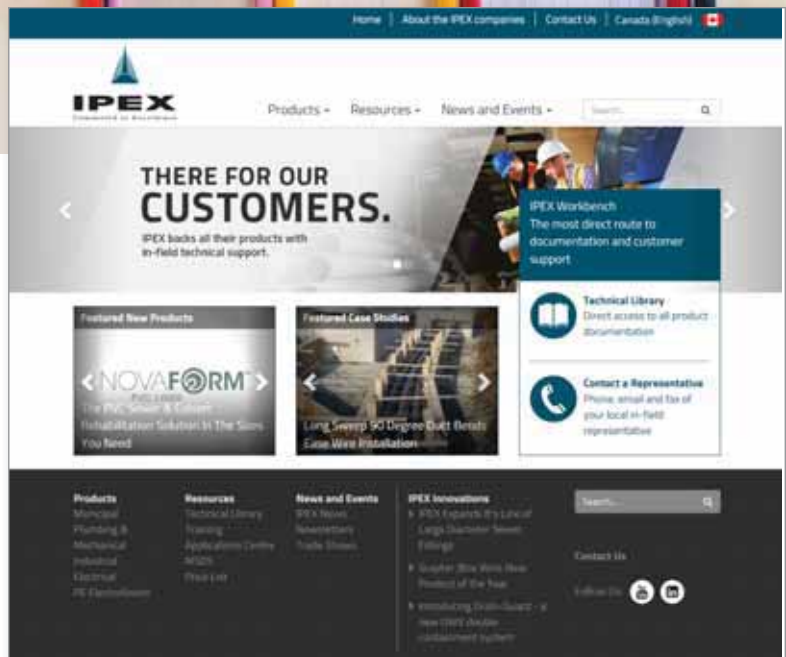 Home | About the IPEX companies | Contact Us | Canada (English)
IPEX
Products Resources News and Events Search...
THERE FOR OUR
CUSTOMERS.
IPEX backs all their products with
in-field technical support.
IPEX Workbench
The most direct route to
documentation and customer
support
Technical Library
Direct access to all product
documentation
Contact a Representative
Phone, email and fax of
your local in-field
representative
Featured New Products
NOVAFORM
PVC LINER
The PVC Sewer & Culvert
Rehabilitation Solution In The Sizes
You Need
Featured Case Studies
Long Sweep 90 Degree Duct Bends
Ease Wire Installation
Products
Municipal
Plumbing &
Mechanical
Industrial
Electrical
PE Electrofusion
Resources
Technical Library
Training
Applications Centre
MSDS
Price List
News and Events
IPEX News
Newsletters
Trade Shows
IPEX Innovations
IPEX Expands It's Line of
Large Diameter Sewer
Fittings
Box Wins New
Product of the Year
Introducing Drain-Guard - a
new DWV double
containment system
Search...
Contact Us
Follow Us